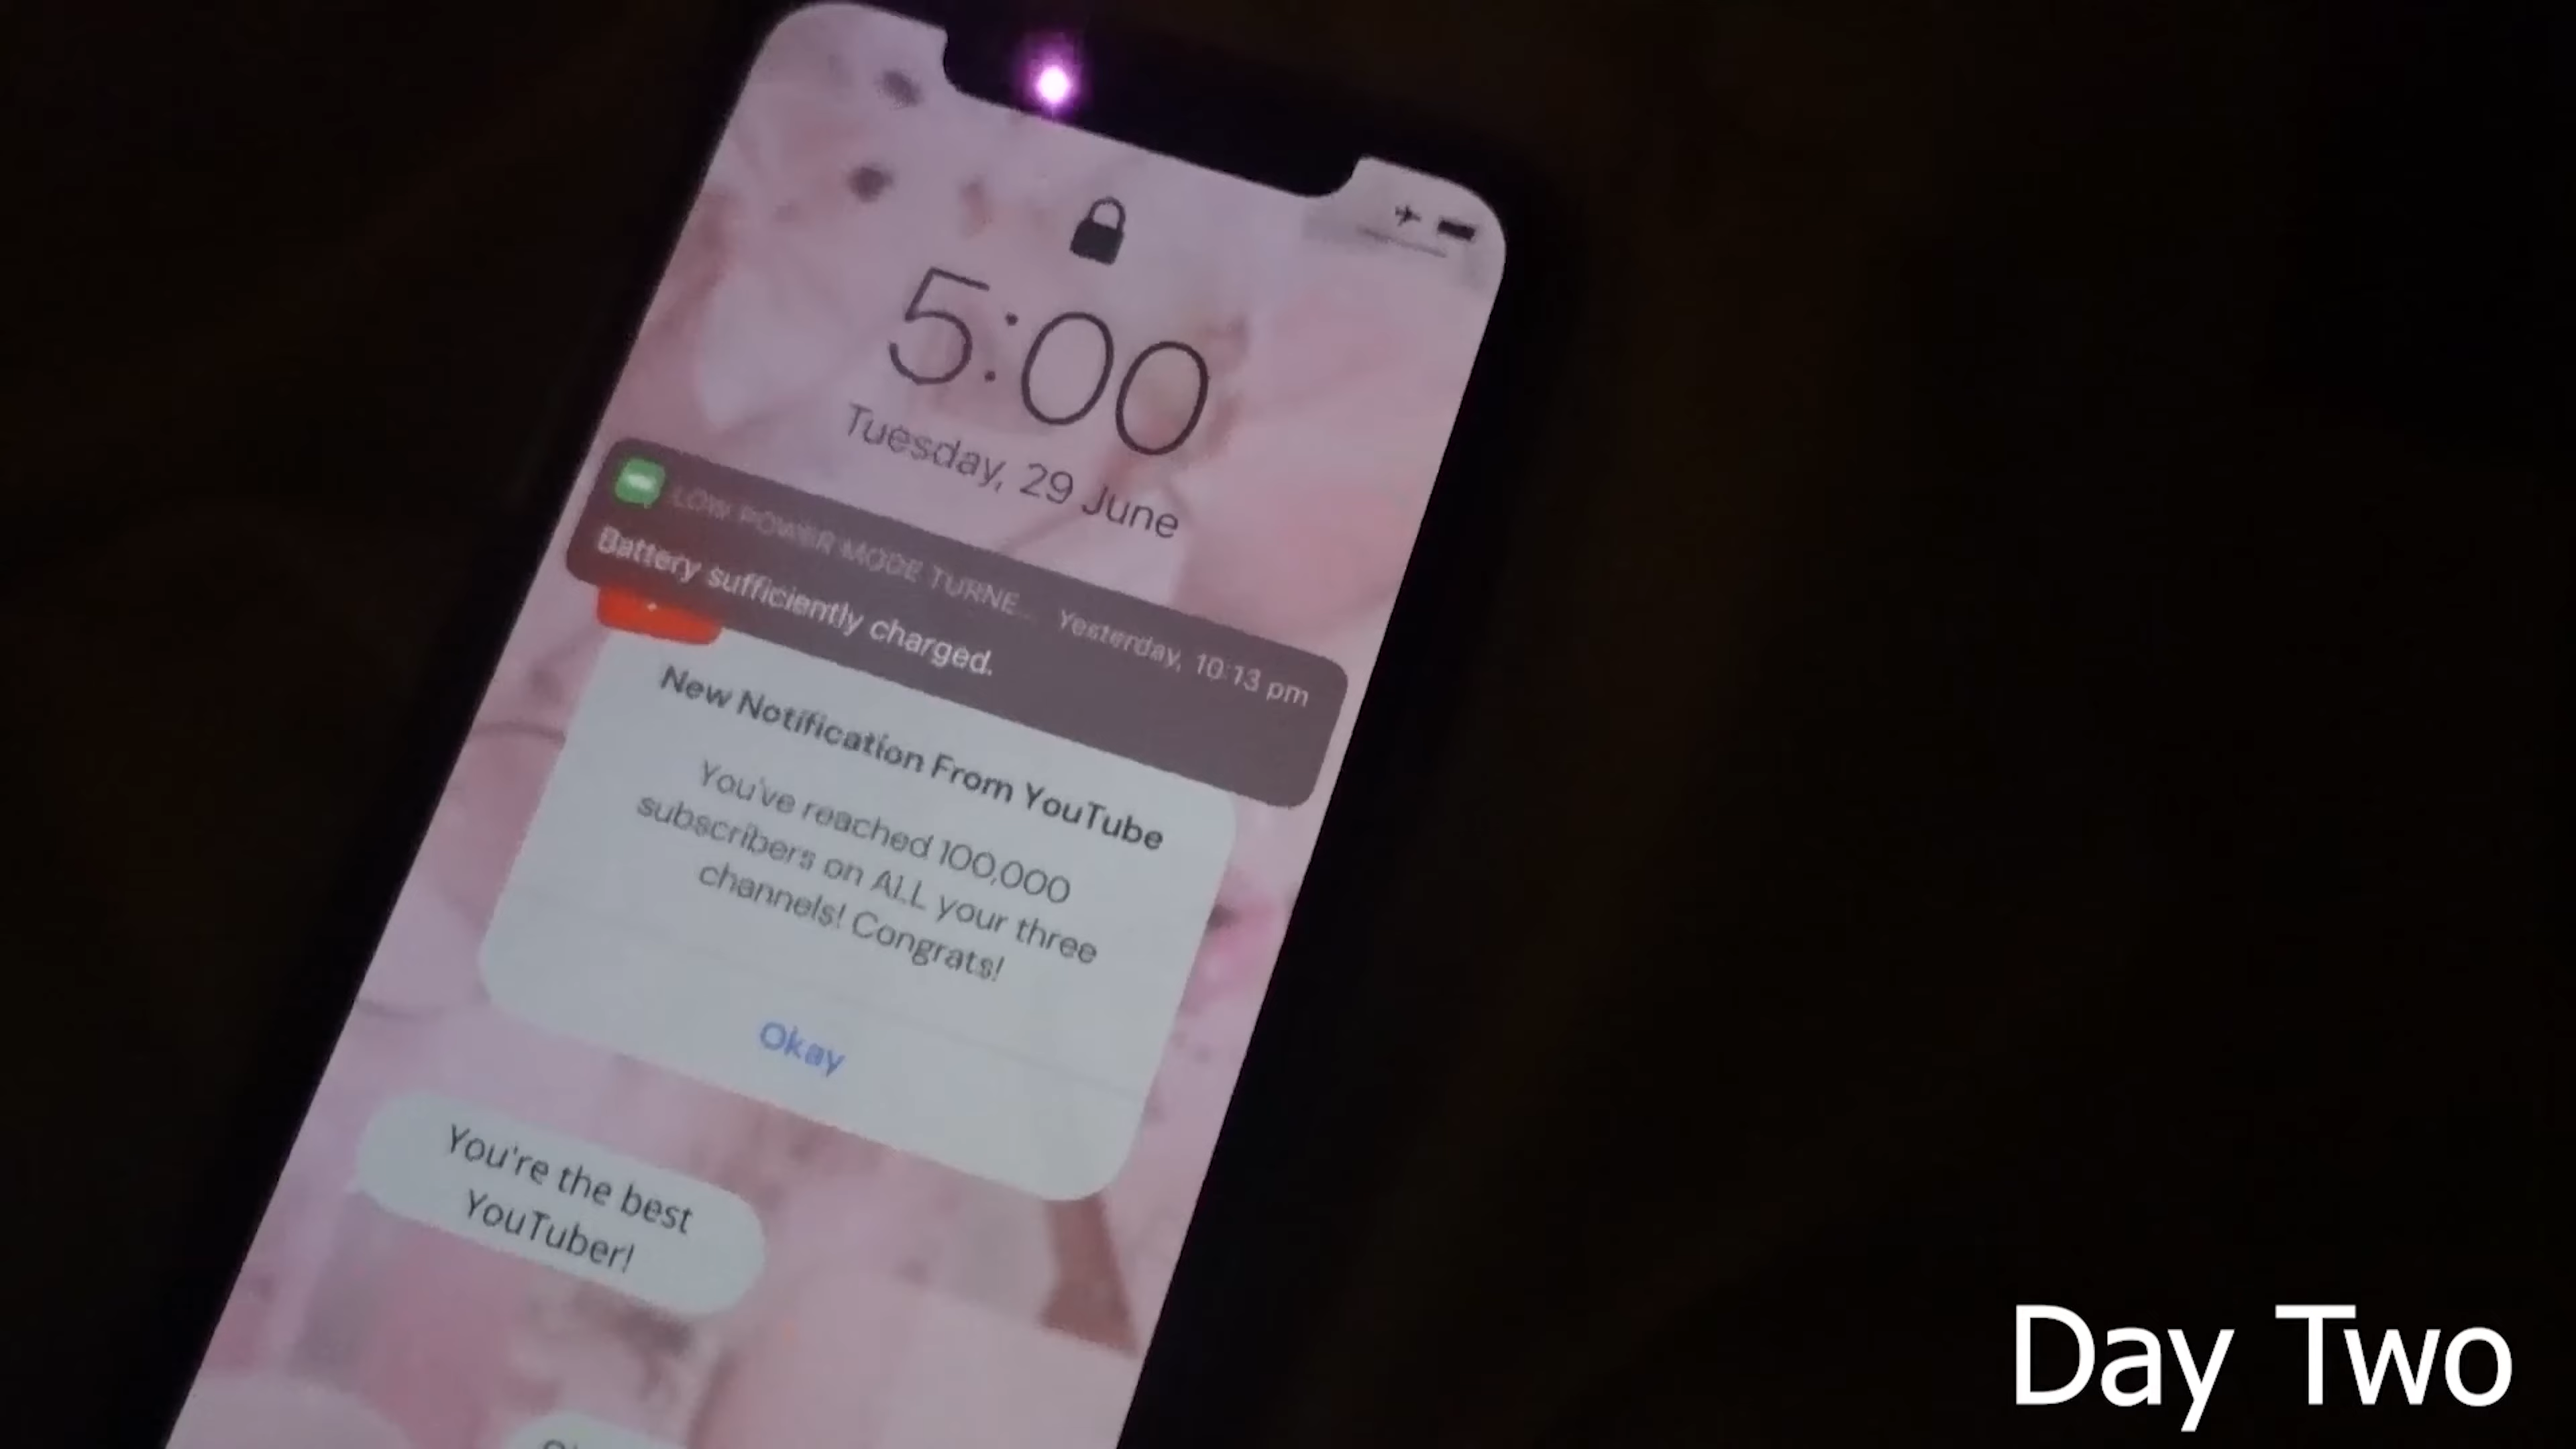 5:00
Tuesday, 29 June
LOW POWER MODE TURNE... Yesterday, 10:13 pm
Battery sufficiently charged.
New Notification From YouTube
You've reached 100,000
subscribers on ALL your three
channels! Congrats!
Okay
You're the best
YouTuber!
Day Two